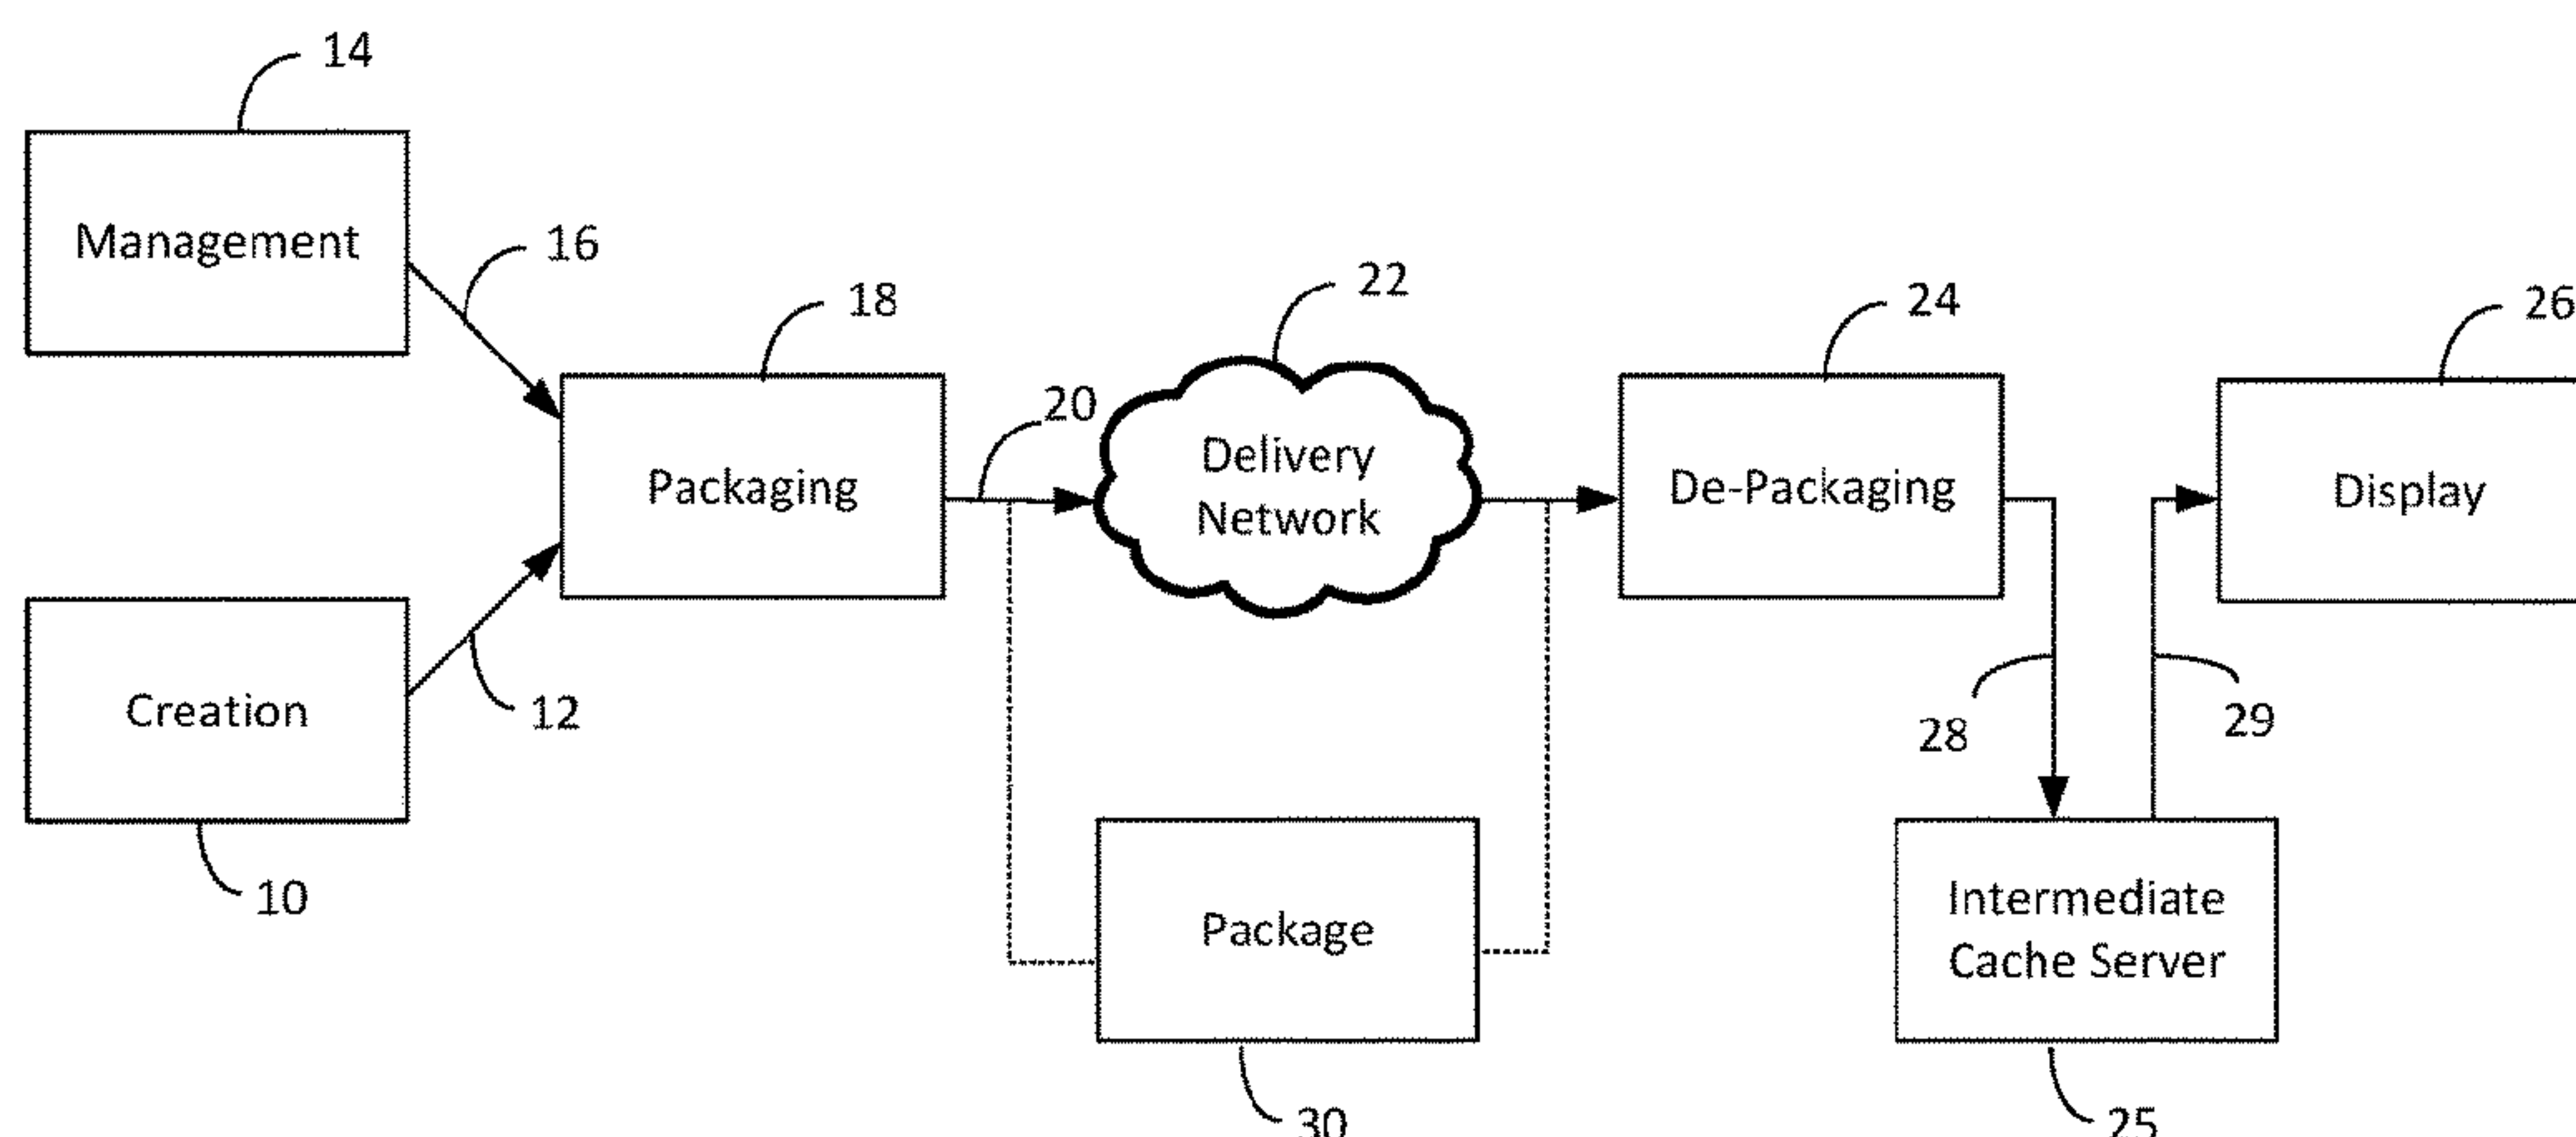 14
Management
16
18
22
24
26
20
Packaging
Delivery
Network
De-Packaging
Display
Creation
12
28
29
10
Package
Intermediate
Cache Server
30
25